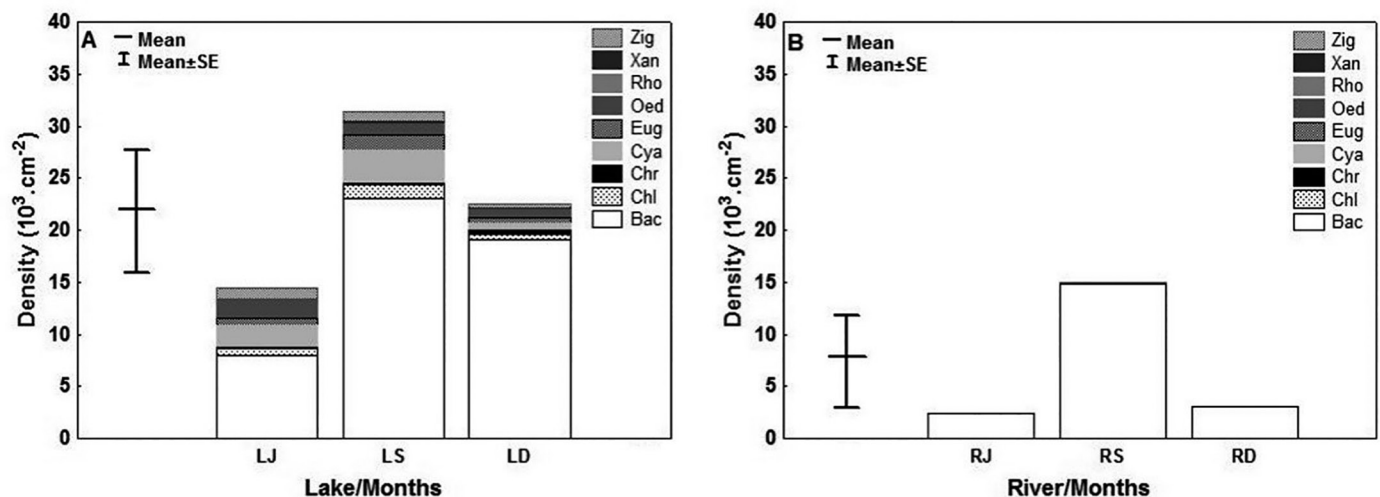 A
Mean
Mean±SE
Zig
Xan
Rho
Oed
Eug
Cya
Chr
Chl
Bac
40
35
30
25
20
15
10
5
0
Density (10³.cm⁻²)
LJ LS LD
Lake/Months
B
Mean
Mean±SE
Zig
Xan
Rho
Oed
Eug
Cya
Chr
Chl
Bac
40
35
30
25
20
15
10
5
0
Density (10³.cm⁻²)
RJ RS RD
River/Months